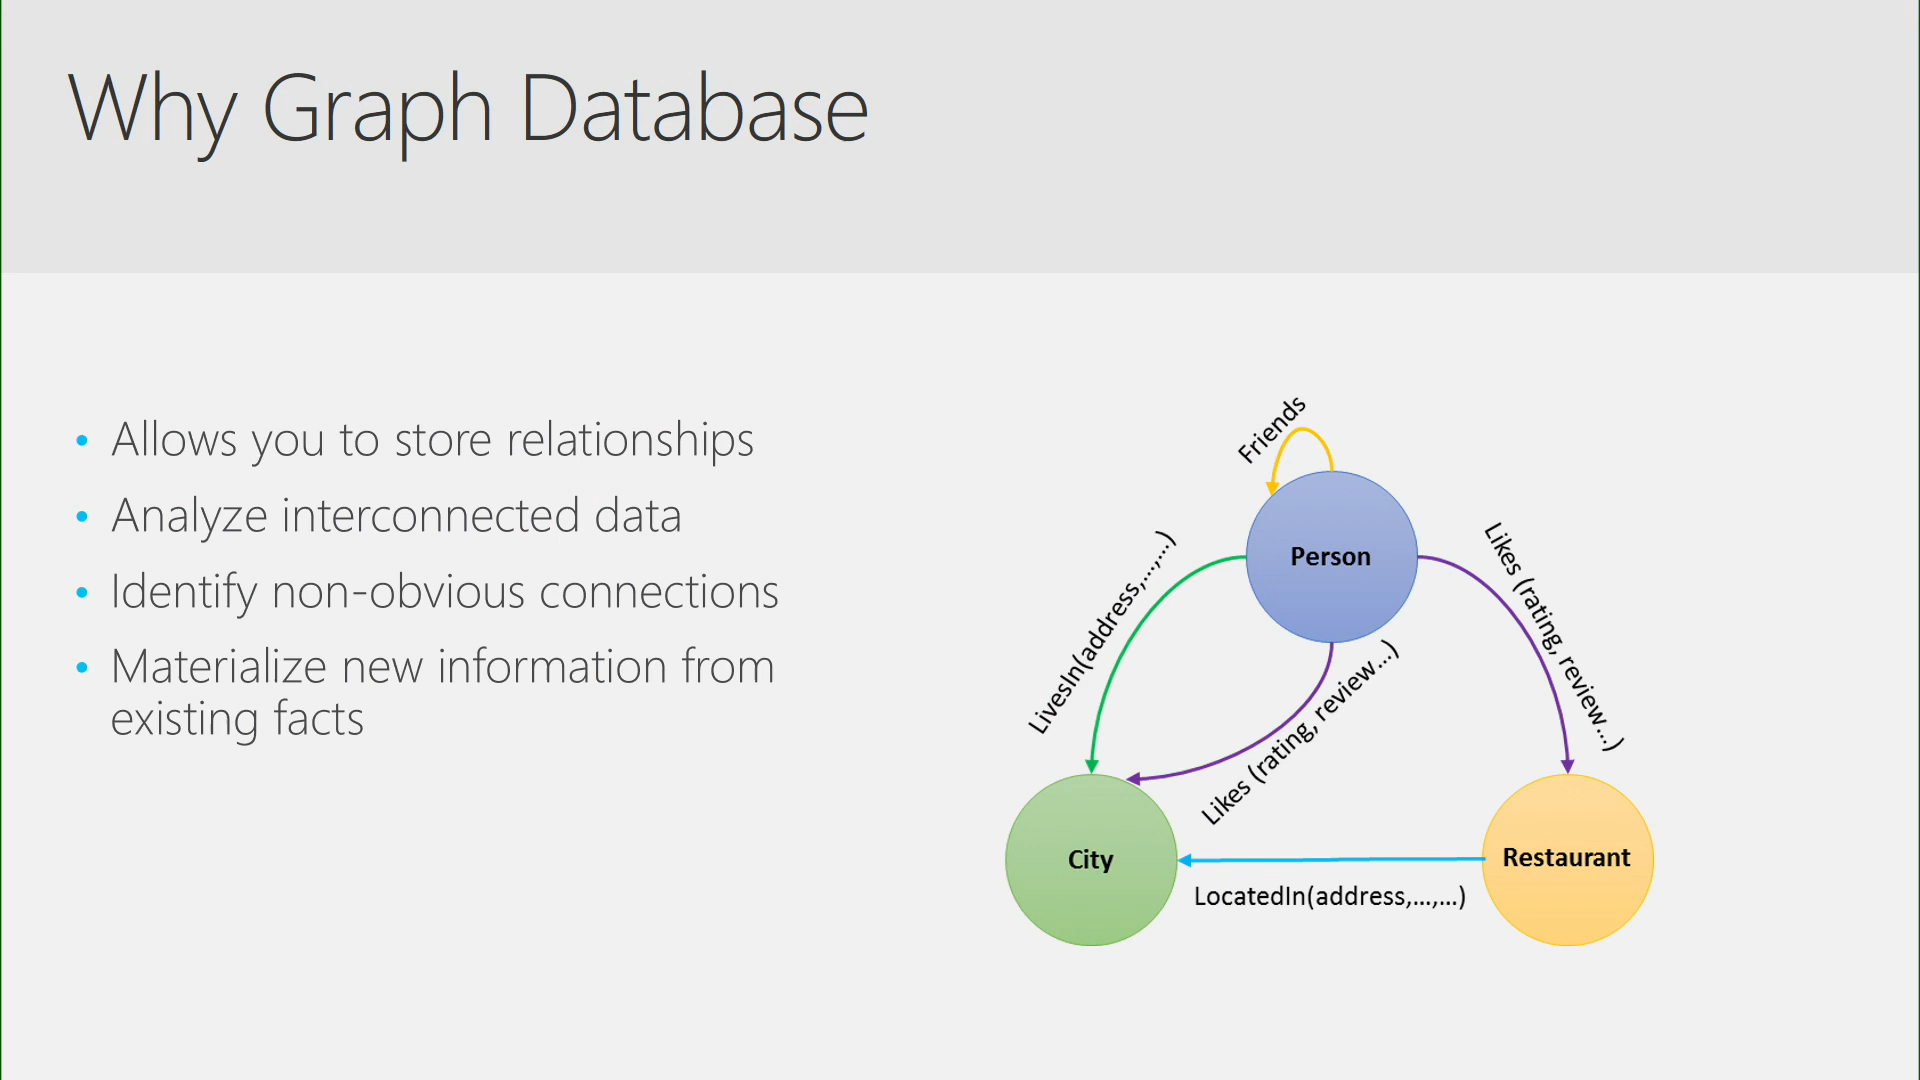 Why Graph Database
• Allows you to store relationships
• Analyze interconnected data
• Identify non-obvious connections
• Materialize new information from
existing facts
Friends
Person
LivesIn(address,...,...)
Likes (rating, review...)
Likes (rating, review...)
City
Restaurant
LocatedIn(address,...,...)